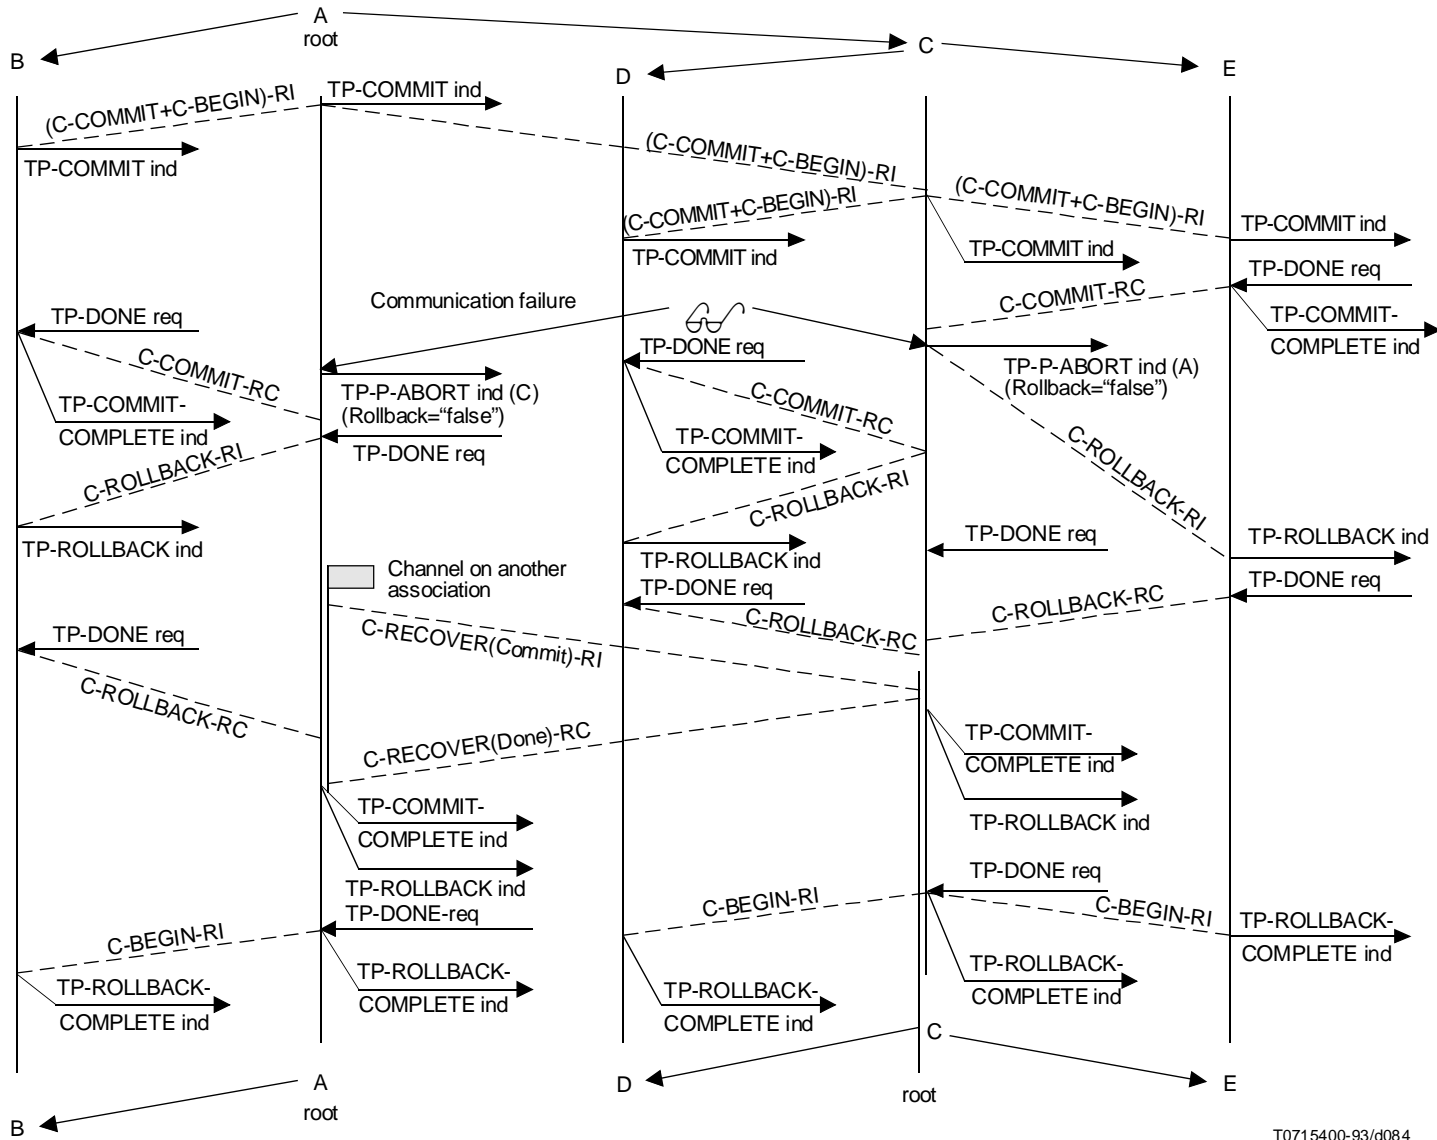 A
root
B
C
D
E
TP-COMMIT ind
(C-COMMIT+C-BEGIN)-RI
TP-COMMIT ind
(C-COMMIT+C-BEGIN)-RI
(C-COMMIT+C-BEGIN)-RI
(C-COMMIT+C-BEGIN)-RI
TP-COMMIT ind
TP-COMMIT ind
TP-COMMIT ind
TP-DONE req
C-COMMIT-RC
TP-COMMIT-
COMPLETE ind
Communication failure
TP-DONE req
TP-DONE req
C-COMMIT-RC
TP-P-ABORT ind (C)
(Rollback=“false”)
TP-P-ABORT ind (A)
(Rollback=“false”)
C-COMMIT-RC
TP-COMMIT-
COMPLETE ind
TP-DONE req
TP-COMMIT-
COMPLETE ind
C-ROLLBACK-RI
C-ROLLBACK-RI
C-ROLLBACK-RI
TP-ROLLBACK ind
TP-DONE req
TP-ROLLBACK ind
TP-ROLLBACK ind
Channel on another
association
TP-DONE req
TP-DONE req
C-ROLLBACK-RC
C-ROLLBACK-RC
TP-DONE req
C-RECOVER(Commit)-RI
C-ROLLBACK-RC
C-RECOVER(Done)-RC
TP-COMMIT-
COMPLETE ind
TP-ROLLBACK ind
TP-COMMIT-
COMPLETE ind
TP-ROLLBACK ind
TP-DONE req
TP-DONE-req
C-BEGIN-RI
C-BEGIN-RI
C-BEGIN-RI
TP-ROLLBACK-
COMPLETE ind
TP-ROLLBACK-
COMPLETE ind
TP-ROLLBACK-
COMPLETE ind
TP-ROLLBACK-
COMPLETE ind
TP-ROLLBACK-
COMPLETE ind
C
A
root
D
root
E
B
T0715400-93/d084